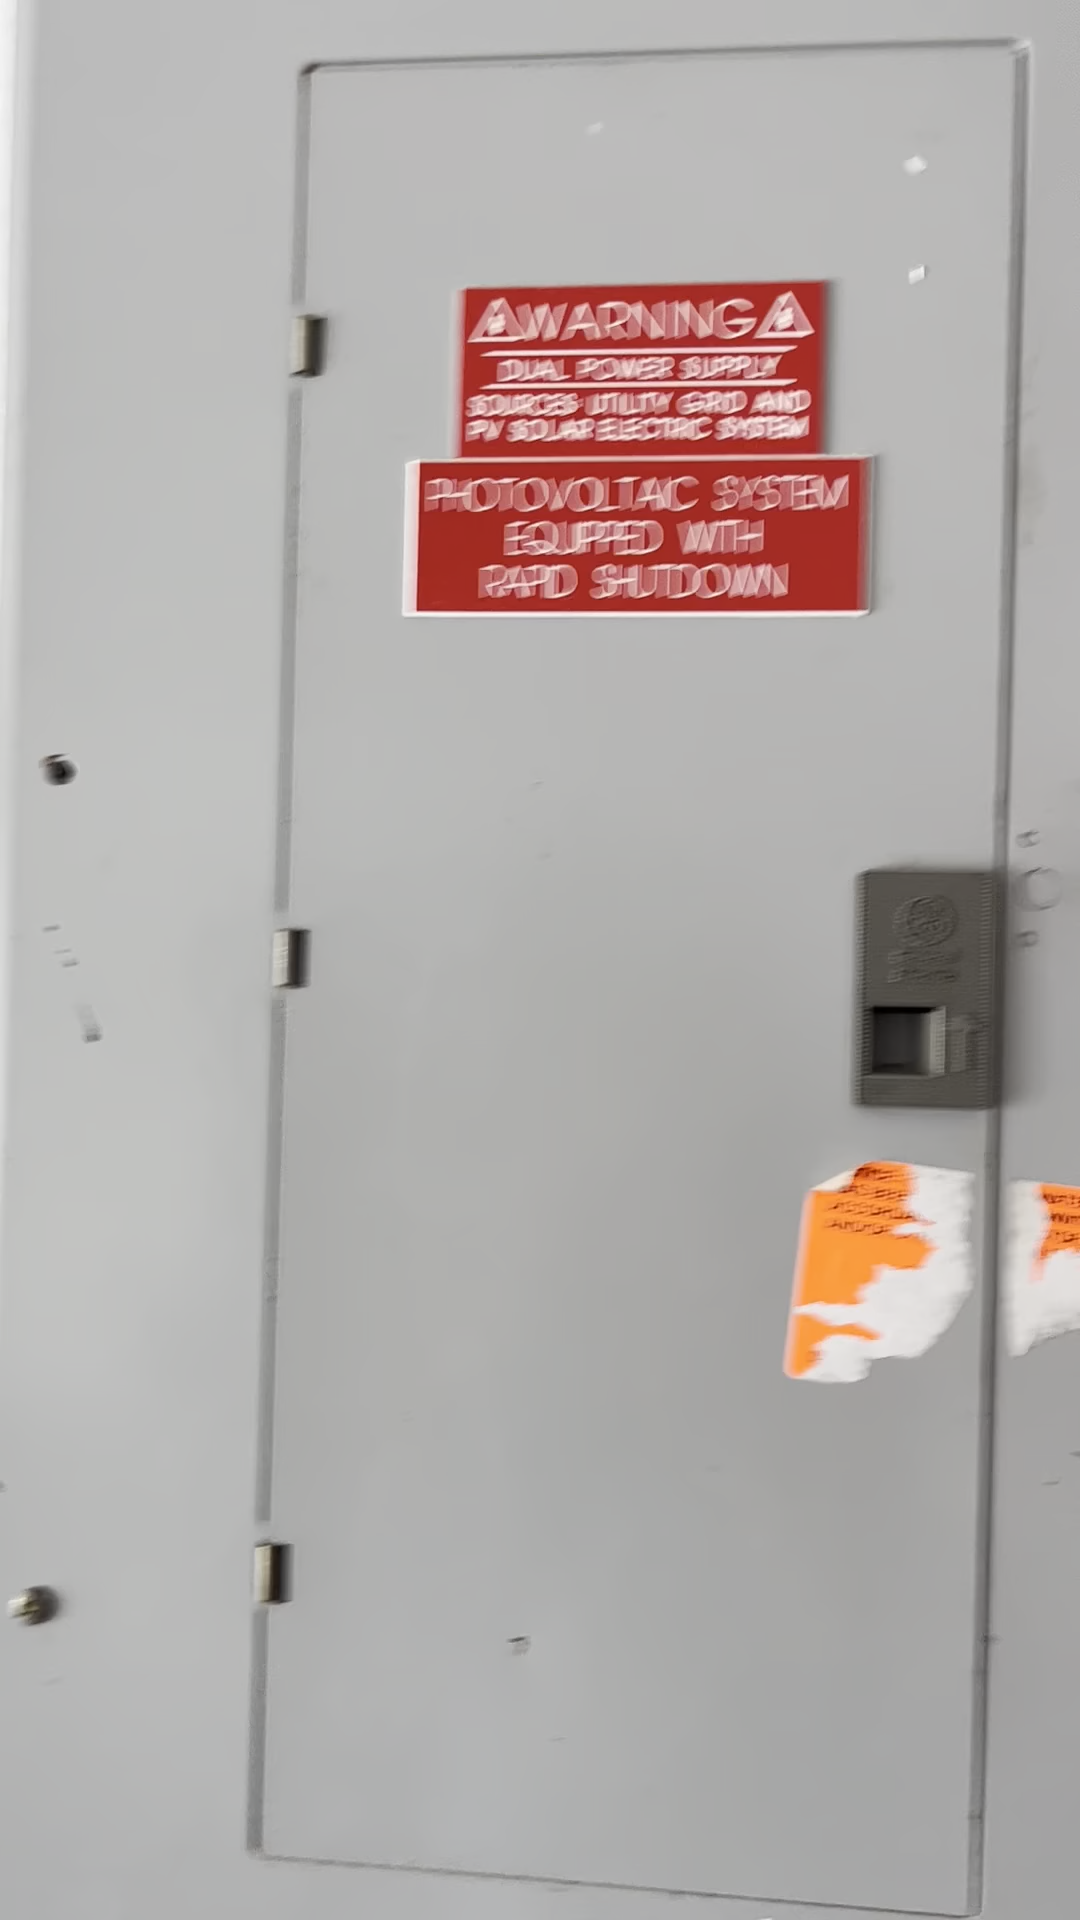 WARNING
DUAL POWER SUPPLY
SOURCES: UTILITY GRID AND
PV SOLAR ELECTRIC SYSTEM
PHOTOVOLTAIC SYSTEM
EQUIPPED WITH
RAPID SHUTDOWN